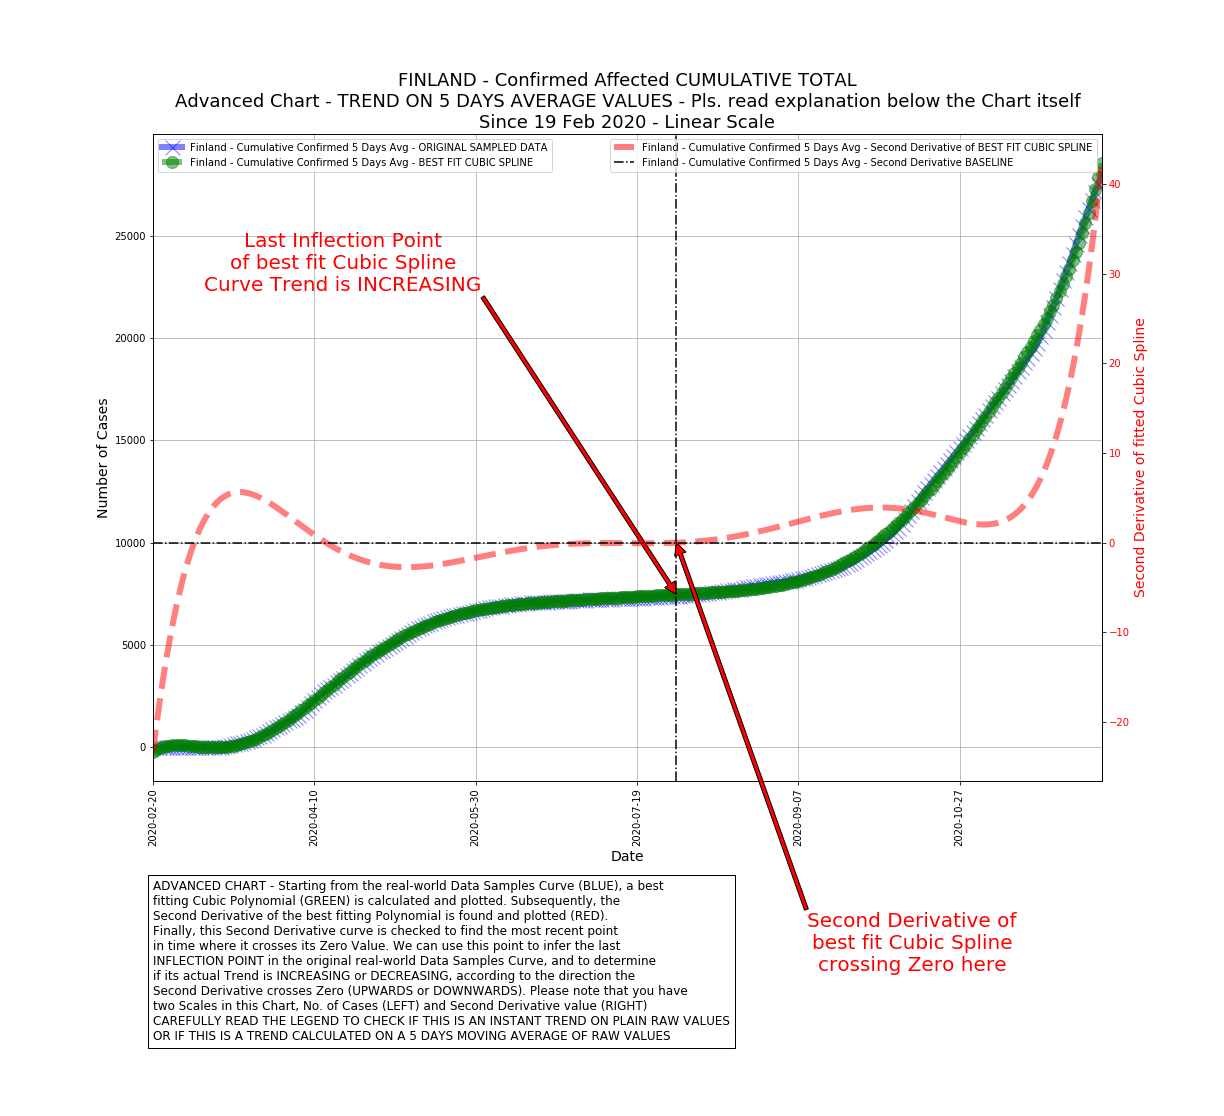 FINLAND - Confirmed Affected CUMULATIVE TOTAL
Advanced Chart - TREND ON 5 DAYS AVERAGE VALUES - Pls. read explanation below the Chart itself
Since 19 Feb 2020 - Linear Scale
Finland - Cumulative Confirmed 5 Days Avg - ORIGINAL SAMPLED DATA
Finland - Cumulative Confirmed 5 Days Avg - BEST FIT CUBIC SPLINE
Finland - Cumulative Confirmed 5 Days Avg - Second Derivative of BEST FIT CUBIC SPLINE
Finland - Cumulative Confirmed 5 Days Avg - Second Derivative BASELINE
Last Inflection Point
of best fit Cubic Spline
Curve Trend is INCREASING
Number of Cases
25000
20000
15000
10000
5000
0
40
30
20
10
0
−10
−20
Second Derivative of fitted Cubic Spline
2020-02-20
2020-04-10
2020-05-30
2020-07-19
2020-09-07
2020-10-27
Date
ADVANCED CHART - Starting from the real-world Data Samples Curve (BLUE), a best
fitting Cubic Polynomial (GREEN) is calculated and plotted. Subsequently, the
Second Derivative of the best fitting Polynomial is found and plotted (RED).
Finally, this Second Derivative curve is checked to find the most recent point
in time where it crosses its Zero Value. We can use this point to infer the last
INFLECTION POINT in the original real-world Data Samples Curve, and to determine
if its actual Trend is INCREASING or DECREASING, according to the direction the
Second Derivative crosses Zero (UPWARDS or DOWNWARDS). Please note that you have
two Scales in this Chart, No. of Cases (LEFT) and Second Derivative value (RIGHT)
CAREFULLY READ THE LEGEND TO CHECK IF THIS IS AN INSTANT TREND ON PLAIN RAW VALUES
OR IF THIS IS A TREND CALCULATED ON A 5 DAYS MOVING AVERAGE OF RAW VALUES
Second Derivative of
best fit Cubic Spline
crossing Zero here